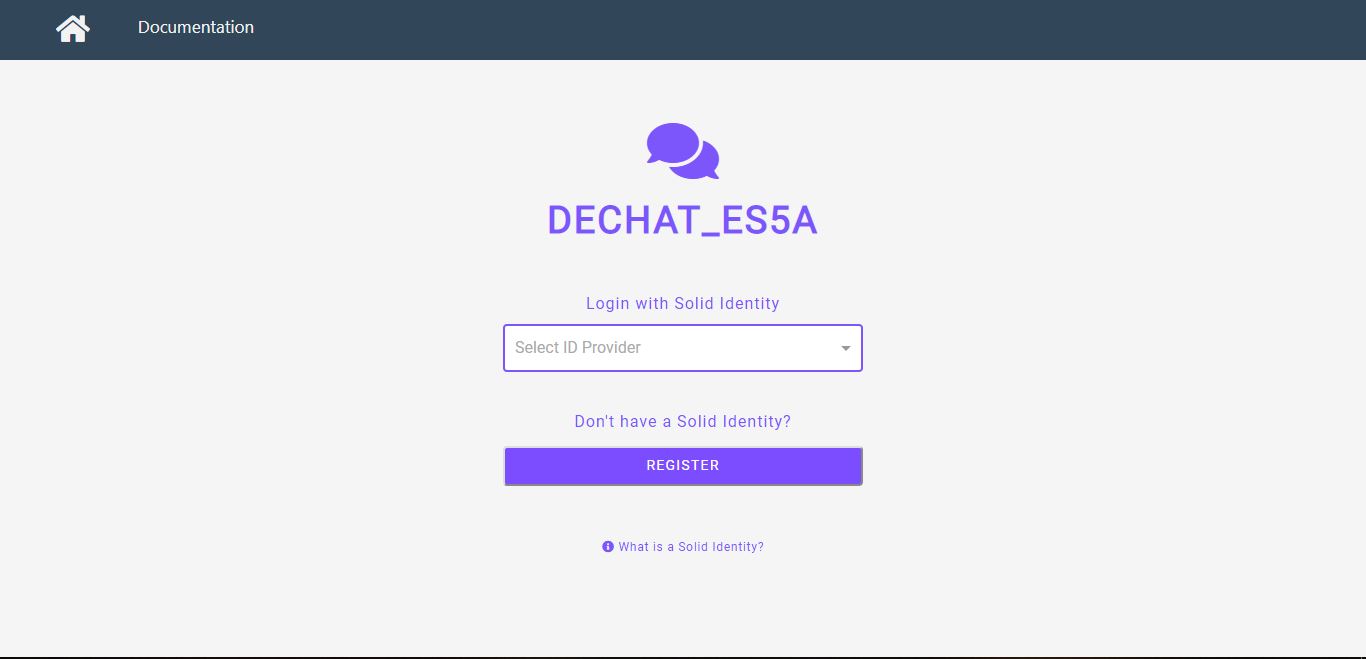 Documentation
DECHAT_ES5A
Login with Solid Identity
Select ID Provider
Don't have a Solid Identity?
REGISTER
What is a Solid Identity?